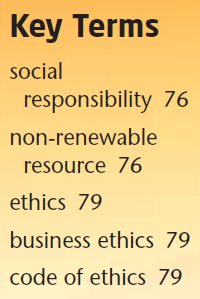 Key Terms
social
responsibility 76
non-renewable
resource 76
ethics 79
business ethics 79
code of ethics 79